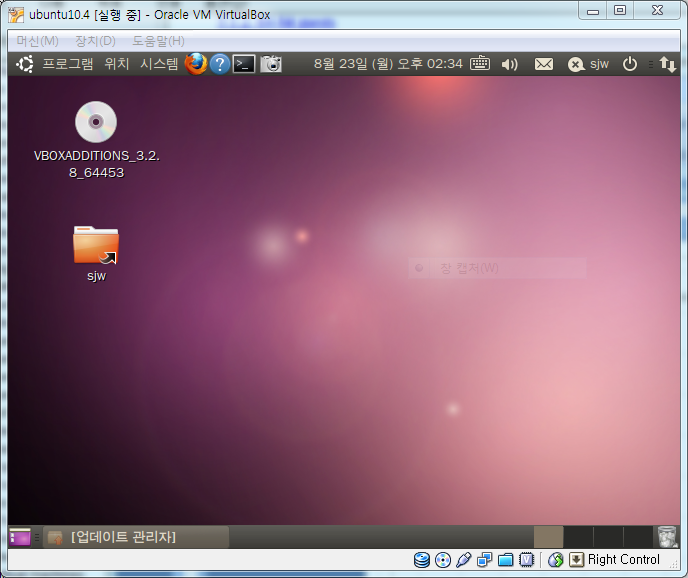 ubuntu10.4 [실행 중] - Oracle VM VirtualBox
머신(M) 장치(D) 도움말(H)
프로그램 위치 시스템 8월 23일 (월) 오후 02:34 sjw
VBOXADDITIONS_3.2.
8_64453
sjw
창 캡처(W)
[업데이트 관리자]
Right Control